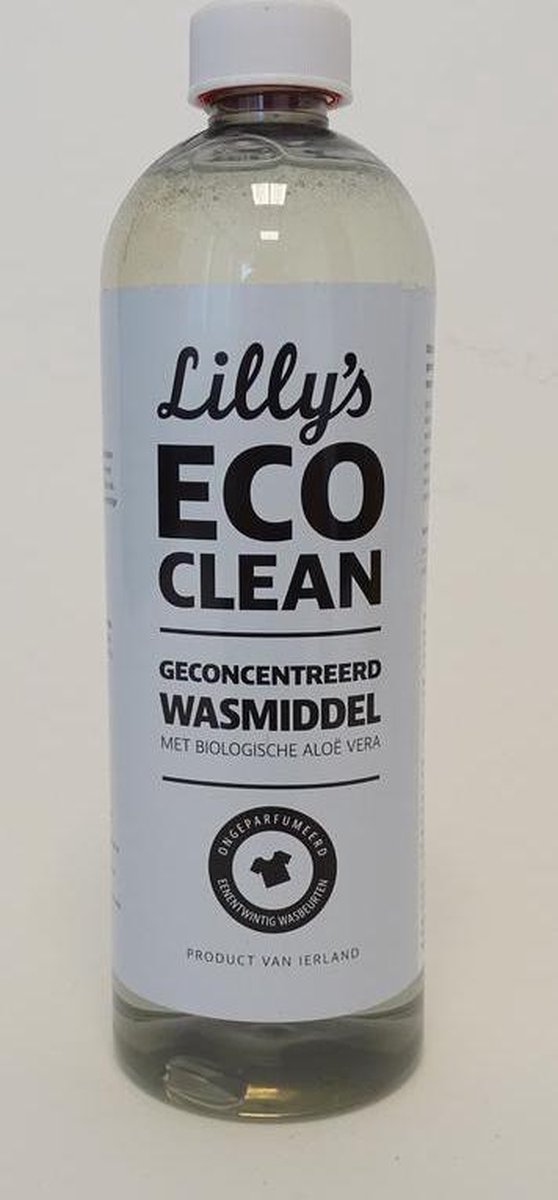 Lilly's
ECO
CLEAN
GECONCENTREERD
WASMIDDEL
MET BIOLOGISCHE ALOË VERA
ONGEPARFUMEERD
EENENTWINTIG WASBEURTEN
PRODUCT VAN IERLAND